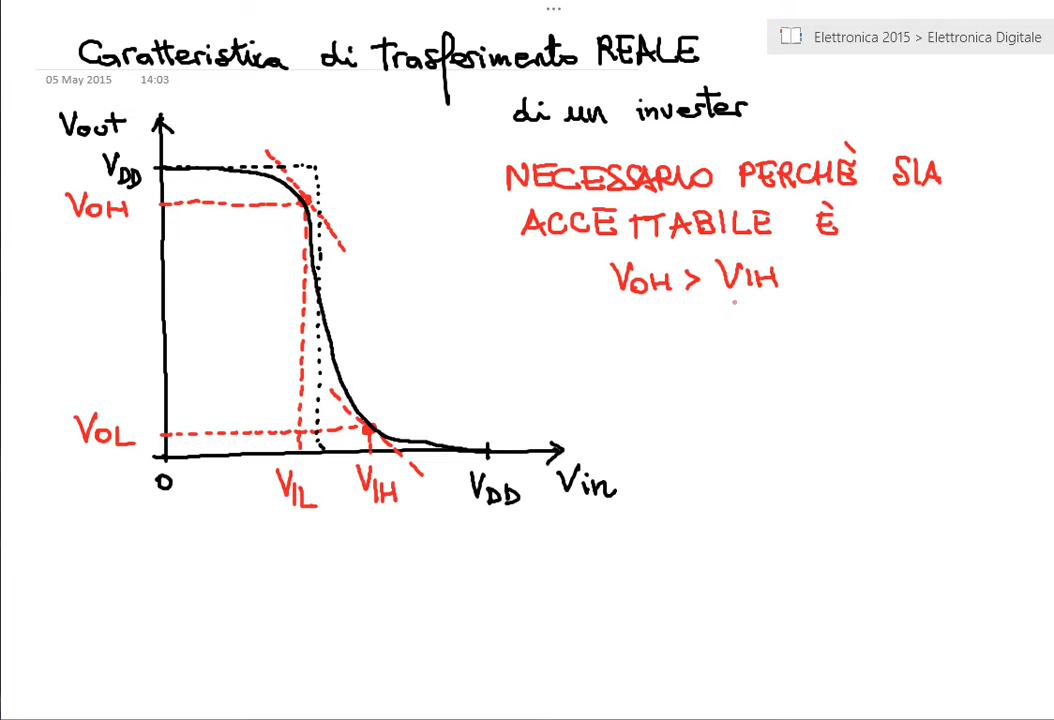 Elettronica 2015 > Elettronica Digitale
Caratteristica di Trasferimento REALE
05 May 2015 14:03
di un inverter
Vout
VDD
VOH
VOL
0
VIL
VIH
VDD
Vin
NECESSARIO PERCHÈ SIA
ACCETTABILE È
VOH > VIH